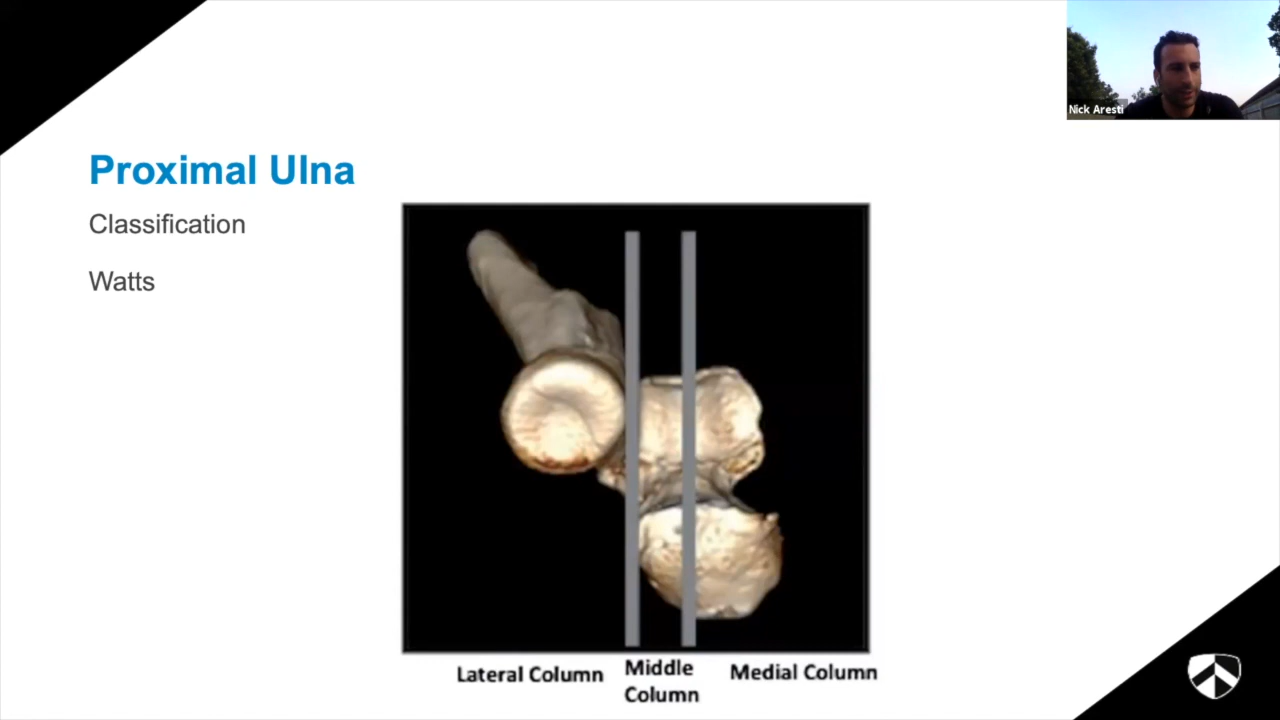 Nick Aresti
Proximal Ulna
Classification
Watts
Lateral Column
Middle
Column
Medial Column